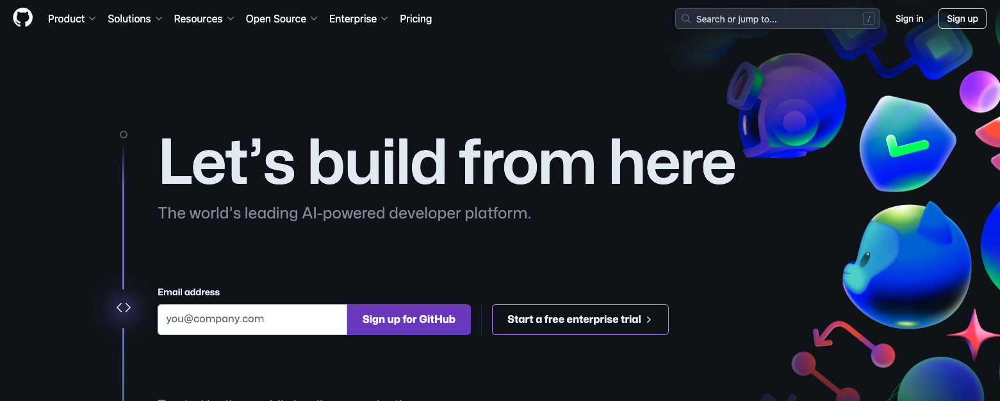 Product Solutions Resources Open Source Enterprise Pricing Search or jump to... / Sign in Sign up
Let’s build from here
The world’s leading AI-powered developer platform.
Email address
you@company.com Sign up for GitHub Start a free enterprise trial